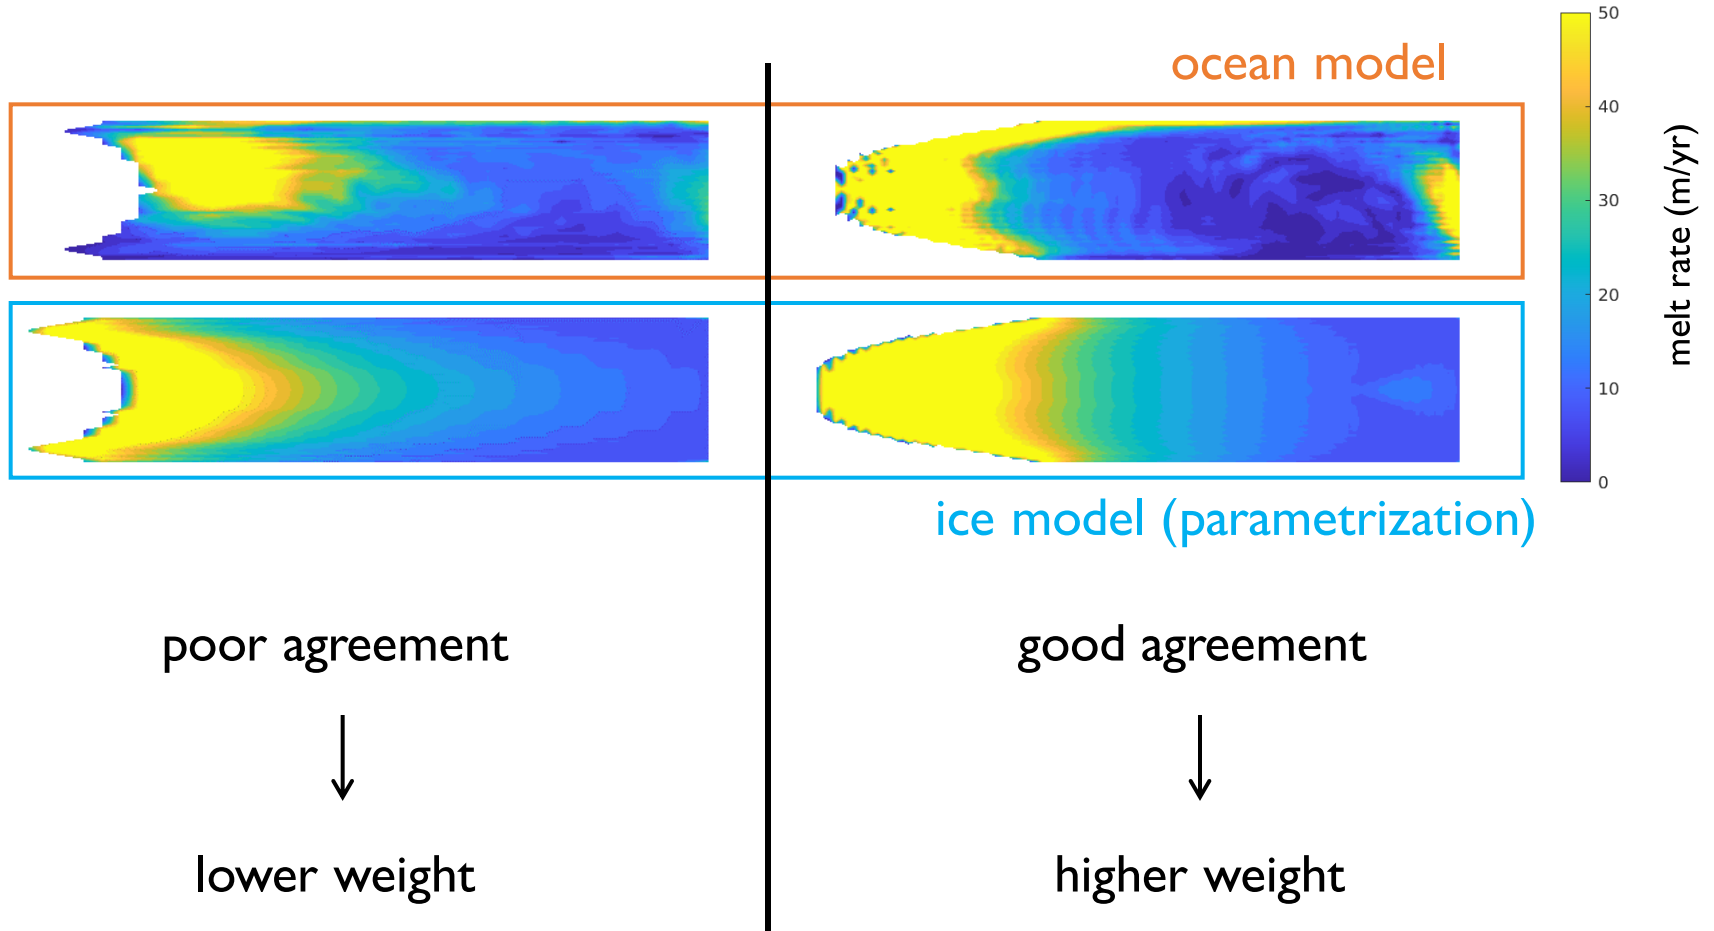 ocean model
50
40
30
20
10
0
melt rate (m/yr)
ice model (parametrization)
poor agreement
good agreement
lower weight
higher weight